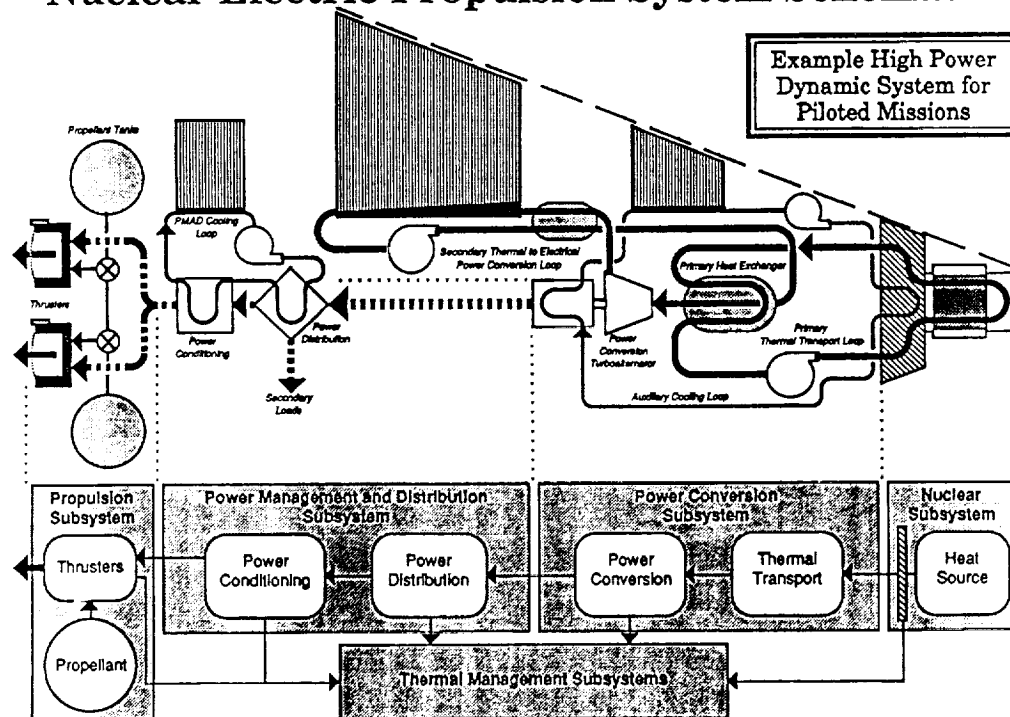 Nuclear Electric Propulsion System Schematic
Example High Power
Dynamic System for
Piloted Missions
Propellant Tanks
PMAD Cooling
Loop
Secondary Thermal to Electrical
Power Conversion Loop
Primary Heat Exchanger
Thrusters
Power
Conditioning
Power
Distribution
Secondary
Loads
Power
Conversion
Turboalternator
Primary
Thermal Transport Loop
Auxiliary Cooling Loop
Propulsion
Subsystem
Power Management and Distribution
Subsystem
Power Conversion
Subsystem
Nuclear
Subsystem
Thrusters
Power
Conditioning
Power
Distribution
Power
Conversion
Thermal
Transport
Heat
Source
Propellant
Thermal Management Subsystems